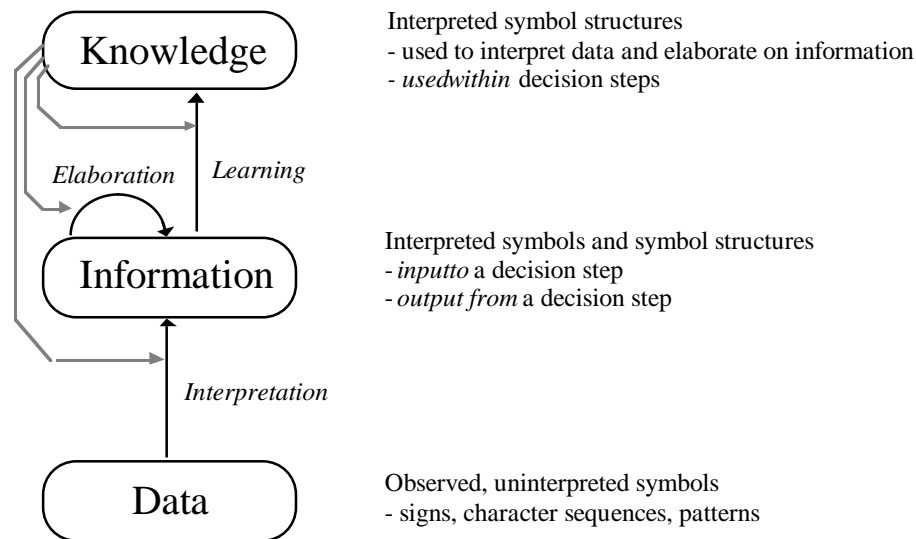 Knowledge
Interpreted symbol structures
- used to interpret data and elaborate on information
- usedwithin decision steps
Elaboration
Learning
Information
Interpreted symbols and symbol structures
- inputto a decision step
- output from a decision step
Interpretation
Data
Observed, uninterpreted symbols
- signs, character sequences, patterns